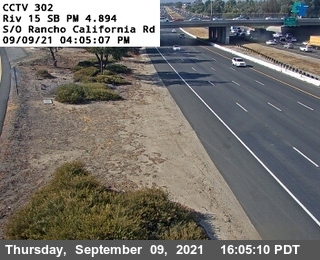 CCTV 302
Riv 15 SB PM 4.894
S/O Rancho California Rd
09/09/21 04:05:07 PM
Thursday, September 09, 2021 16:05:10 PDT